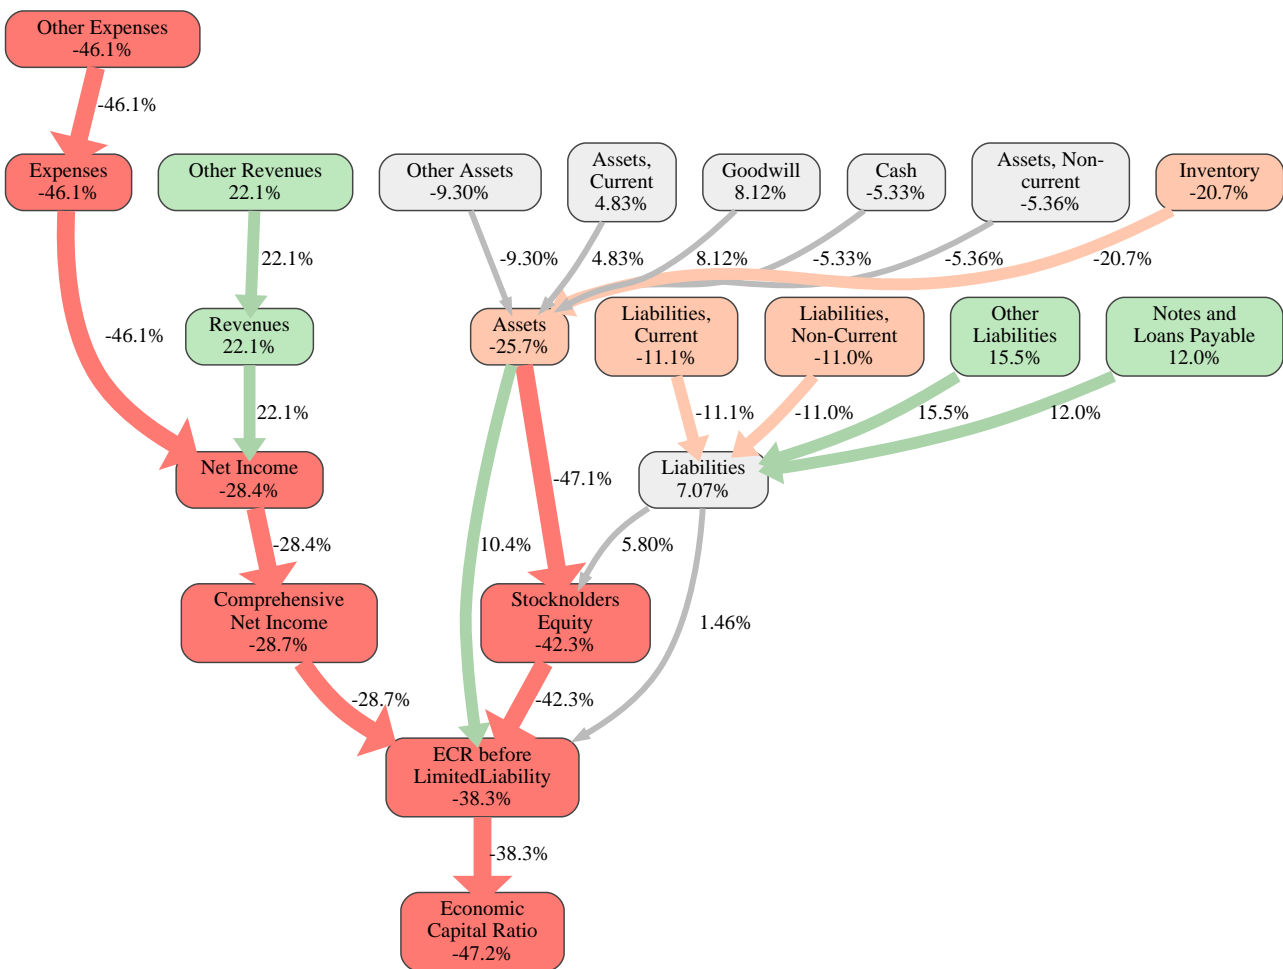 Other Expenses
-46.1%
-46.1%
Expenses
-46.1%
Other Revenues
22.1%
Other Assets
-9.30%
Assets,
Current
4.83%
Goodwill
8.12%
Cash
-5.33%
Assets, Non-
current
-5.36%
Inventory
-20.7%
22.1%
-9.30%
4.83%
8.12%
-5.33%
-5.36%
-20.7%
-46.1%
Revenues
22.1%
Assets
-25.7%
Liabilities,
Current
-11.1%
Liabilities,
Non-Current
-11.0%
Other
Liabilities
15.5%
Notes and
Loans Payable
12.0%
22.1%
-11.1%
-11.0%
15.5%
12.0%
Net Income
-28.4%
-47.1%
Liabilities
7.07%
-28.4%
10.4%
5.80%
Comprehensive
Net Income
-28.7%
Stockholders
Equity
-42.3%
1.46%
-28.7%
-42.3%
ECR before
LimitedLiability
-38.3%
-38.3%
Economic
Capital Ratio
-47.2%